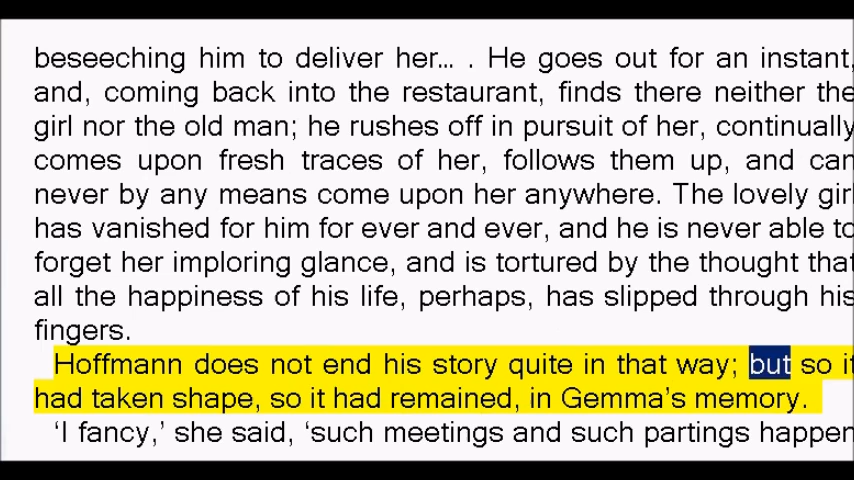 beseeching him to deliver her... . He goes out for an instant,
and, coming back into the restaurant, finds there neither the
girl nor the old man; he rushes off in pursuit of her, continually
comes upon fresh traces of her, follows them up, and can
never by any means come upon her anywhere. The lovely girl
has vanished for him for ever and ever, and he is never able to
forget her imploring glance, and is tortured by the thought that
all the happiness of his life, perhaps, has slipped through his
fingers.
Hoffmann does not end his story quite in that way; but so it
had taken shape, so it had remained, in Gemma's memory.
‘I fancy,’ she said, ‘such meetings and such partings happen